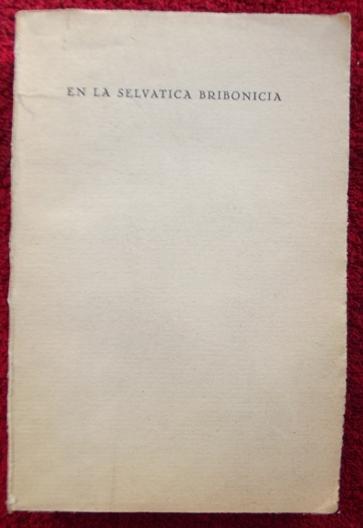 EN LA SELVATICA BRIBONICIA